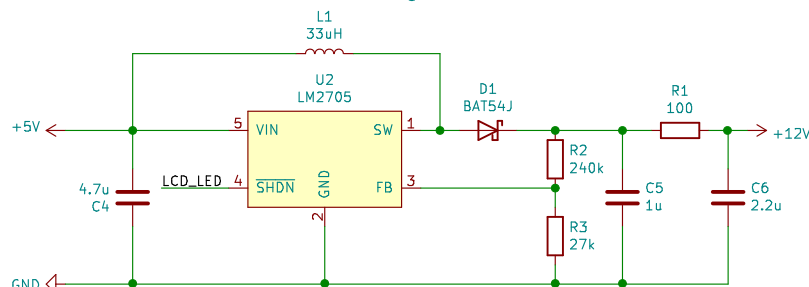 L1
33uH
U2
LM2705
D1
BAT54J
R1
100
+5V
5
VIN
SW
1
+12V
R2
240k
4.7u
C4
LCD_LED
4
SHDN
GND
FB
3
C5
1u
C6
2.2u
2
R3
27k
GND